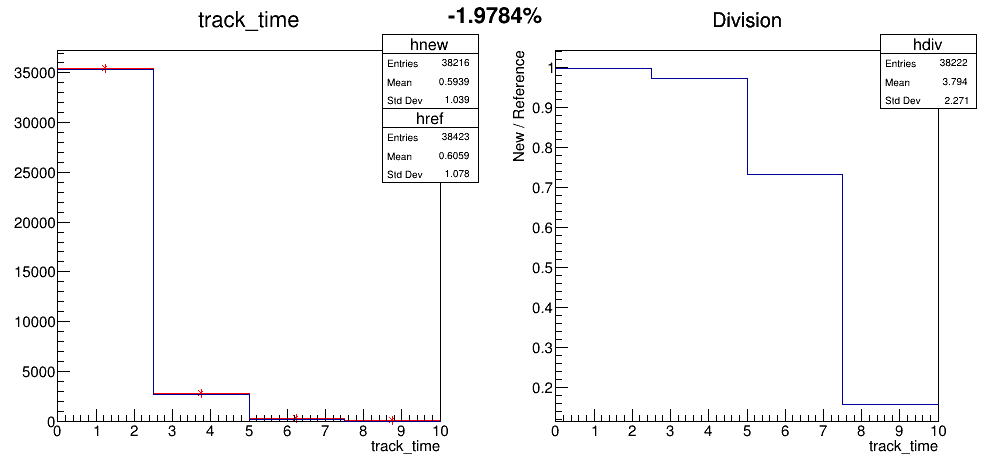 track_time
-1.9784%
Division
hnew
Entries 38216
Mean 0.5939
Std Dev 1.039
href
Entries 38423
Mean 0.6059
Std Dev 1.078
35000
30000
25000
20000
15000
10000
5000
0
0 1 2 3 4 5 6 7 8 9 10
track_time
hdiv
Entries 38222
Mean 3.794
Std Dev 2.271
New / Reference
1
0.9
0.8
0.7
0.6
0.5
0.4
0.3
0.2
0 1 2 3 4 5 6 7 8 9 10
track_time